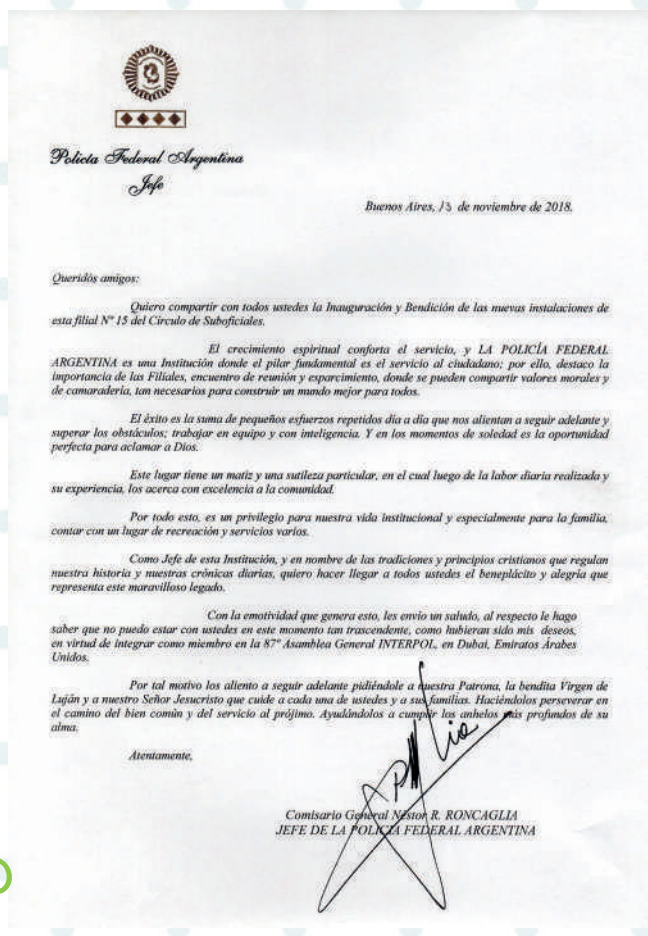 Policía Federal Argentina
Jefe
Buenos Aires, 13 de noviembre de 2018.
Queridos amigos:
Quiero compartir con todos ustedes la Inauguración y Bendición de las nuevas instalaciones de
esta filial Nº 15 del Círculo de Suboficiales.
El crecimiento espiritual conforta el servicio, y LA POLICÍA FEDERAL
ARGENTINA es una Institución donde el pilar fundamental es el servicio al ciudadano; por ello, destaco la
importancia de las Filiales, encuentro de reunión y esparcimiento, donde se pueden compartir valores morales y
de camaradería, tan necesarios para construir un mundo mejor para todos.
El éxito es la suma de pequeños esfuerzos repetidos día a día que nos alientan a seguir adelante y
superar los obstáculos; trabajar en equipo y con inteligencia. Y en los momentos de soledad es la oportunidad
perfecta para aclamar a Dios.
Este lugar tiene un matiz y una sutileza particular, en el cual luego de la labor diaria realizada y
su experiencia, los acerca con excelencia a la comunidad.
Por todo esto, es un privilegio para nuestra vida institucional y especialmente para la familia,
contar con un lugar de recreación y servicios varios.
Como Jefe de esta Institución, y en nombre de las tradiciones y principios cristianos que regulan
nuestra historia y nuestras crónicas diarias, quiero hacer llegar a todos ustedes el beneplácito y alegría que
representa este maravilloso legado.
Con la emotividad que genera esto, les envío un saludo, al respecto le hago
saber que no puedo estar con ustedes en este momento tan trascendente, como hubieran sido mis deseos,
en virtud de integrar como miembro en la 87º Asamblea General INTERPOL, en Dubai, Emiratos Árabes
Unidos.
Por tal motivo los aliento a seguir adelante pidiéndole a nuestra Patrona, la bendita Virgen de
Luján y a nuestro Señor Jesucristo que cuide a cada una de ustedes y a sus familias. Haciéndolos perseverar en
el camino del bien común y del servicio al prójimo. Ayudándolos a cumplir los anhelos más profundos de su
alma.
Atentamente,
Comisario General Néstor R. RONCAGLIA
JEFE DE LA POLICÍA FEDERAL ARGENTINA